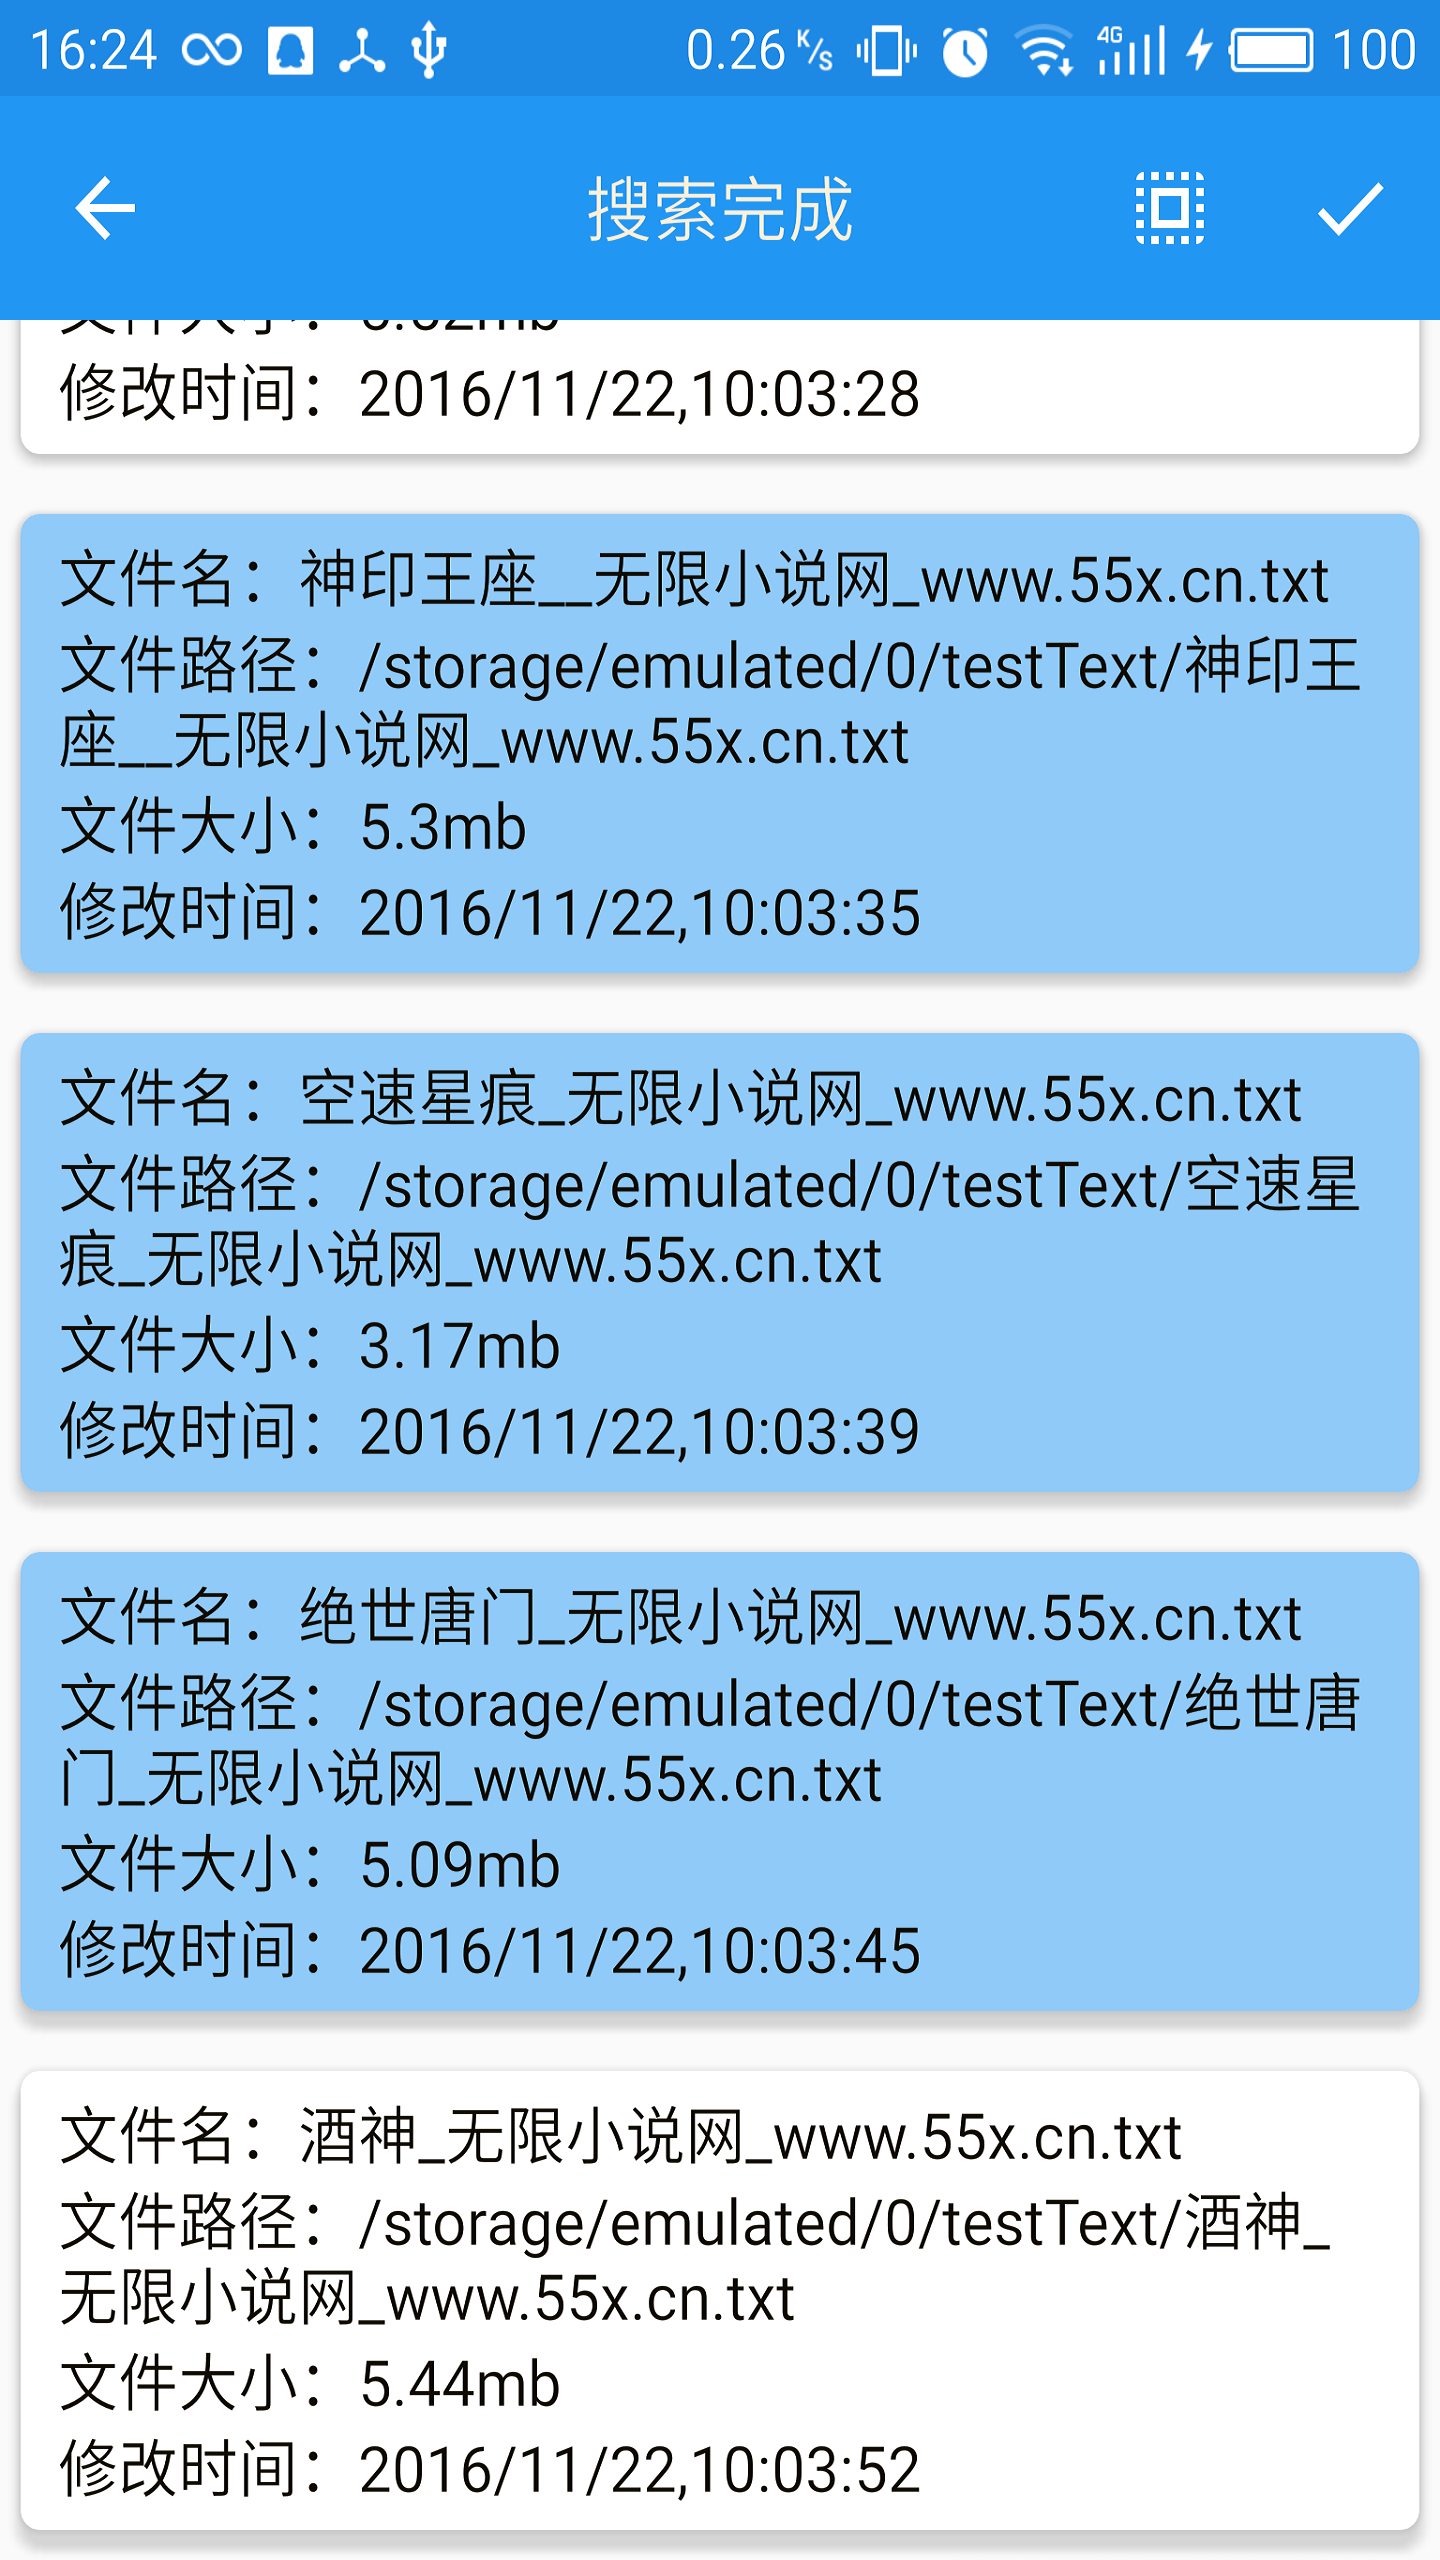 16:24 0.26 K/s 4G 100
搜索完成
修改时间：2016/11/22,10:03:28
文件名：神印王座__无限小说网_www.55x.cn.txt
文件路径：/storage/emulated/0/testText/神印王
座__无限小说网_www.55x.cn.txt
文件大小：5.3mb
修改时间：2016/11/22,10:03:35
文件名：空速星痕_无限小说网_www.55x.cn.txt
文件路径：/storage/emulated/0/testText/空速星
痕_无限小说网_www.55x.cn.txt
文件大小：3.17mb
修改时间：2016/11/22,10:03:39
文件名：绝世唐门_无限小说网_www.55x.cn.txt
文件路径：/storage/emulated/0/testText/绝世唐
门_无限小说网_www.55x.cn.txt
文件大小：5.09mb
修改时间：2016/11/22,10:03:45
文件名：酒神_无限小说网_www.55x.cn.txt
文件路径：/storage/emulated/0/testText/酒神_
无限小说网_www.55x.cn.txt
文件大小：5.44mb
修改时间：2016/11/22,10:03:52